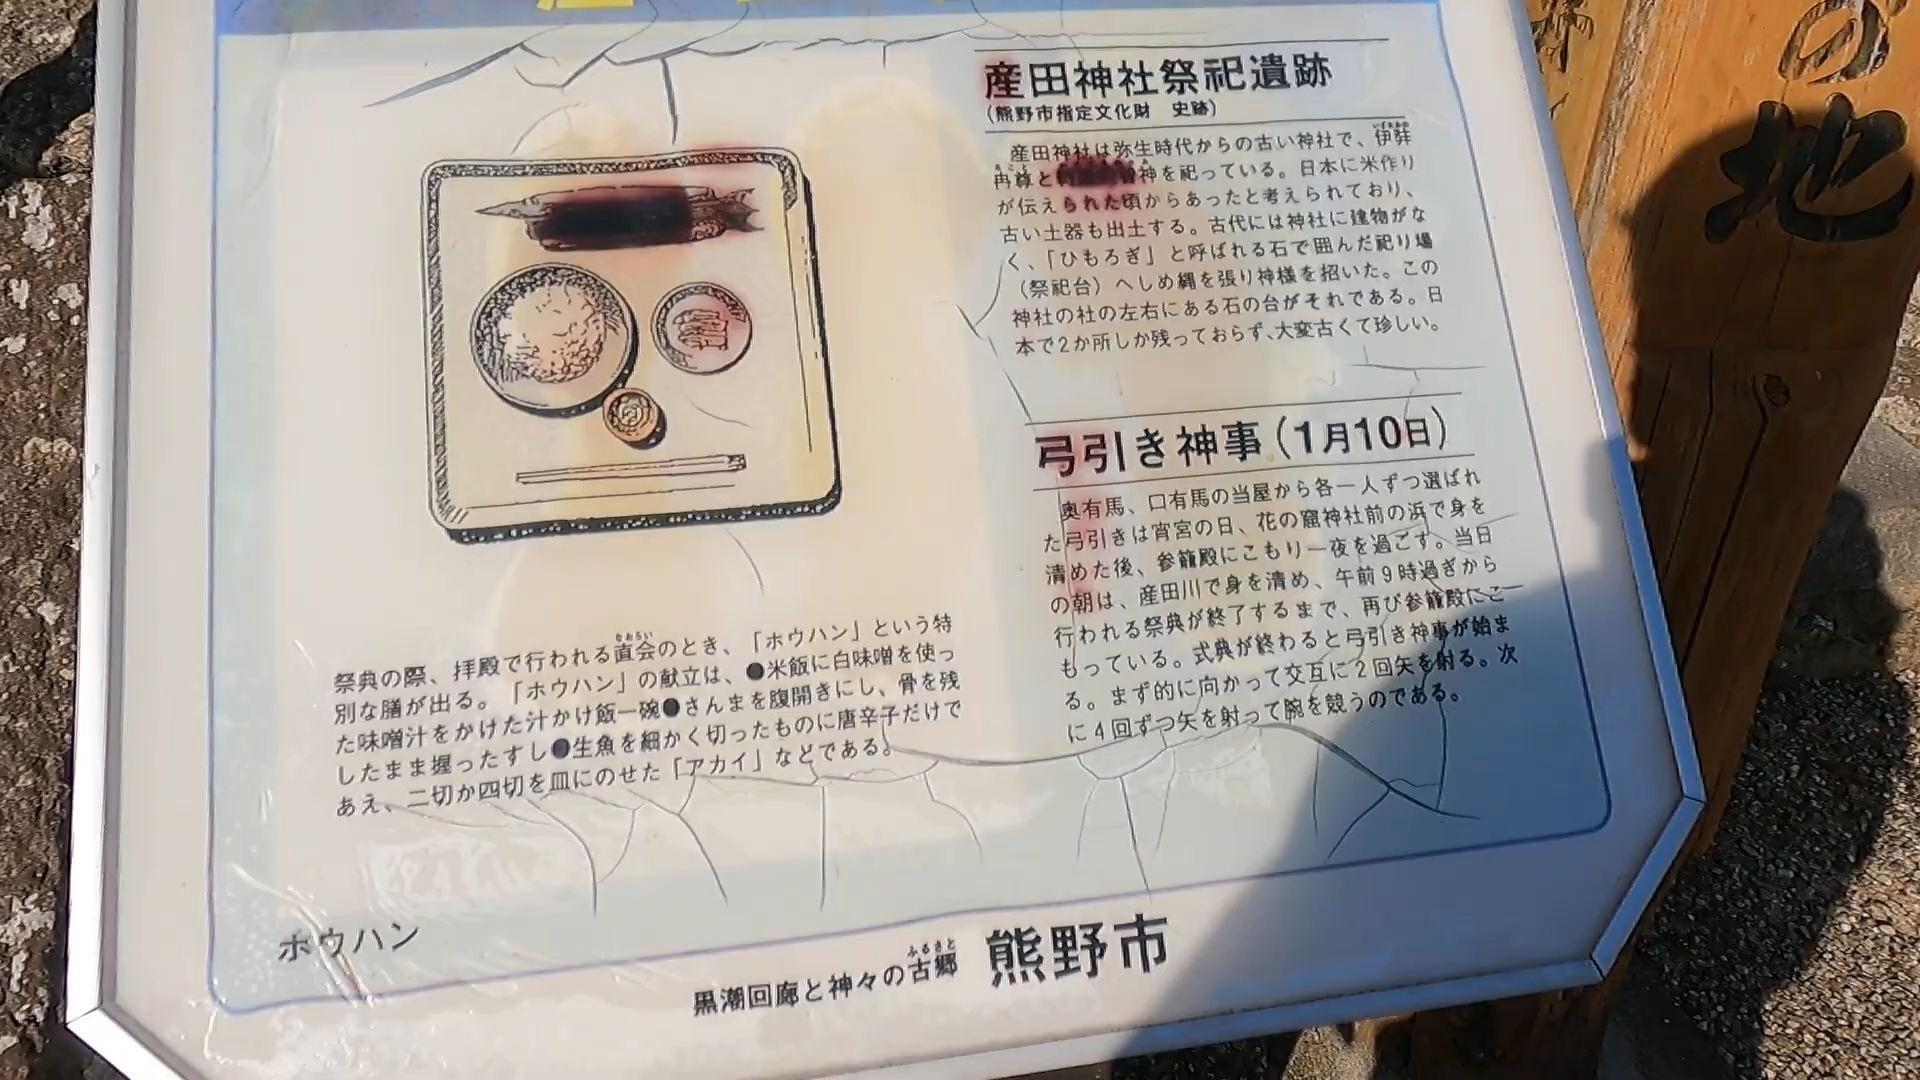 産田神社祭祀遺跡
(熊野市指定文化財 史跡)
産田神社は弥生時代からの古い神社で、伊弉
冉尊と 神を祀っている。日本に米作り
が伝えられた頃からあったと考えられており、
古い土器も出土する。古代には神社に建物がな
く、「ひもろぎ」と呼ばれる石で囲んだ祀り場
(祭祀台)へしめ縄を張り神様を招いた。この
神社の社の左右にある石の台がそれである。日
本で2か所しか残っておらず、大変古くて珍しい。
弓引き神事(1月10日)
奥有馬、口有馬の当屋から各一人ずつ選ばれ
た弓引きは宵宮の日、花の窟神社前の浜で身を
清めた後、参籠殿にこもり一夜を過ごす。当日
の朝は、産田川で身を清め、午前9時過ぎから
行われる祭典が終了するまで、再び参籠殿にこ
もっている。式典が終わると弓引き神事が始ま
る。まず的に向かって交互に2回矢を射る。次
に4回ずつ矢を射って腕を競うのである。
祭典の際、拝殿で行われる直会のとき、「ホウハン」という特
別な膳が出る。「ホウハン」の献立は、●米飯に白味噌を使っ
た味噌汁をかけた汁かけ飯一碗●さんまを腹開きにし、骨を残
したまま握ったすし●生魚を細かく切ったものに唐辛子だけで
あえ、二切か四切を皿にのせた「アカイ」などである。
ホウハン
黒潮回廊と神々の古郷 熊野市
の地